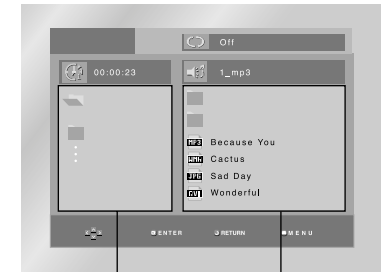 Off
00:00:23
1_mp3
MP3 Because You
WMA Cactus
JPG Sad Day
AVI Wonderful
ENTER RETURN MENU